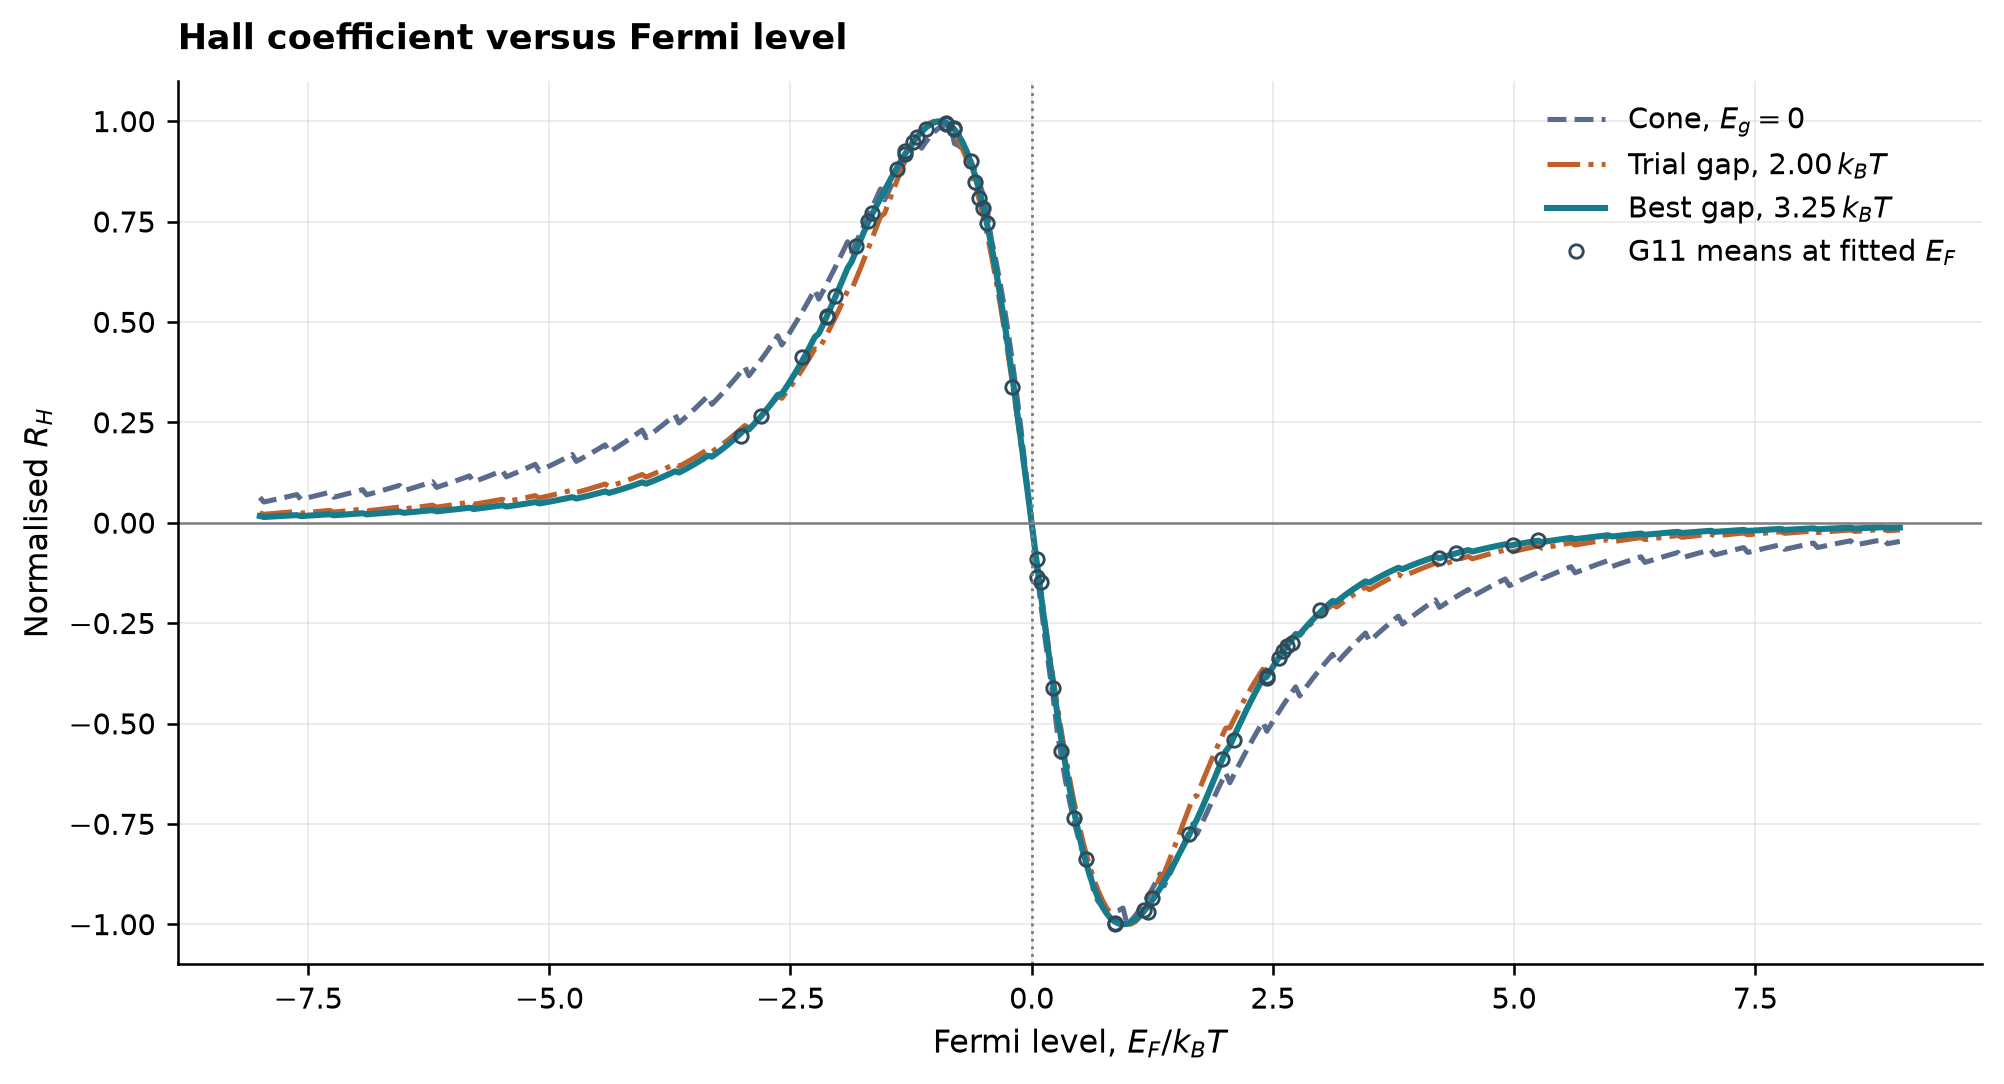 Hall coefficient versus Fermi level
Cone, E_g = 0
Trial gap, 2.00 k_BT
Best gap, 3.25 k_BT
G11 means at fitted E_F
Normalised R_H
1.00
0.75
0.50
0.25
0.00
−0.25
−0.50
−0.75
−1.00
−7.5
−5.0
−2.5
0.0
2.5
5.0
7.5
Fermi level, E_F/k_BT